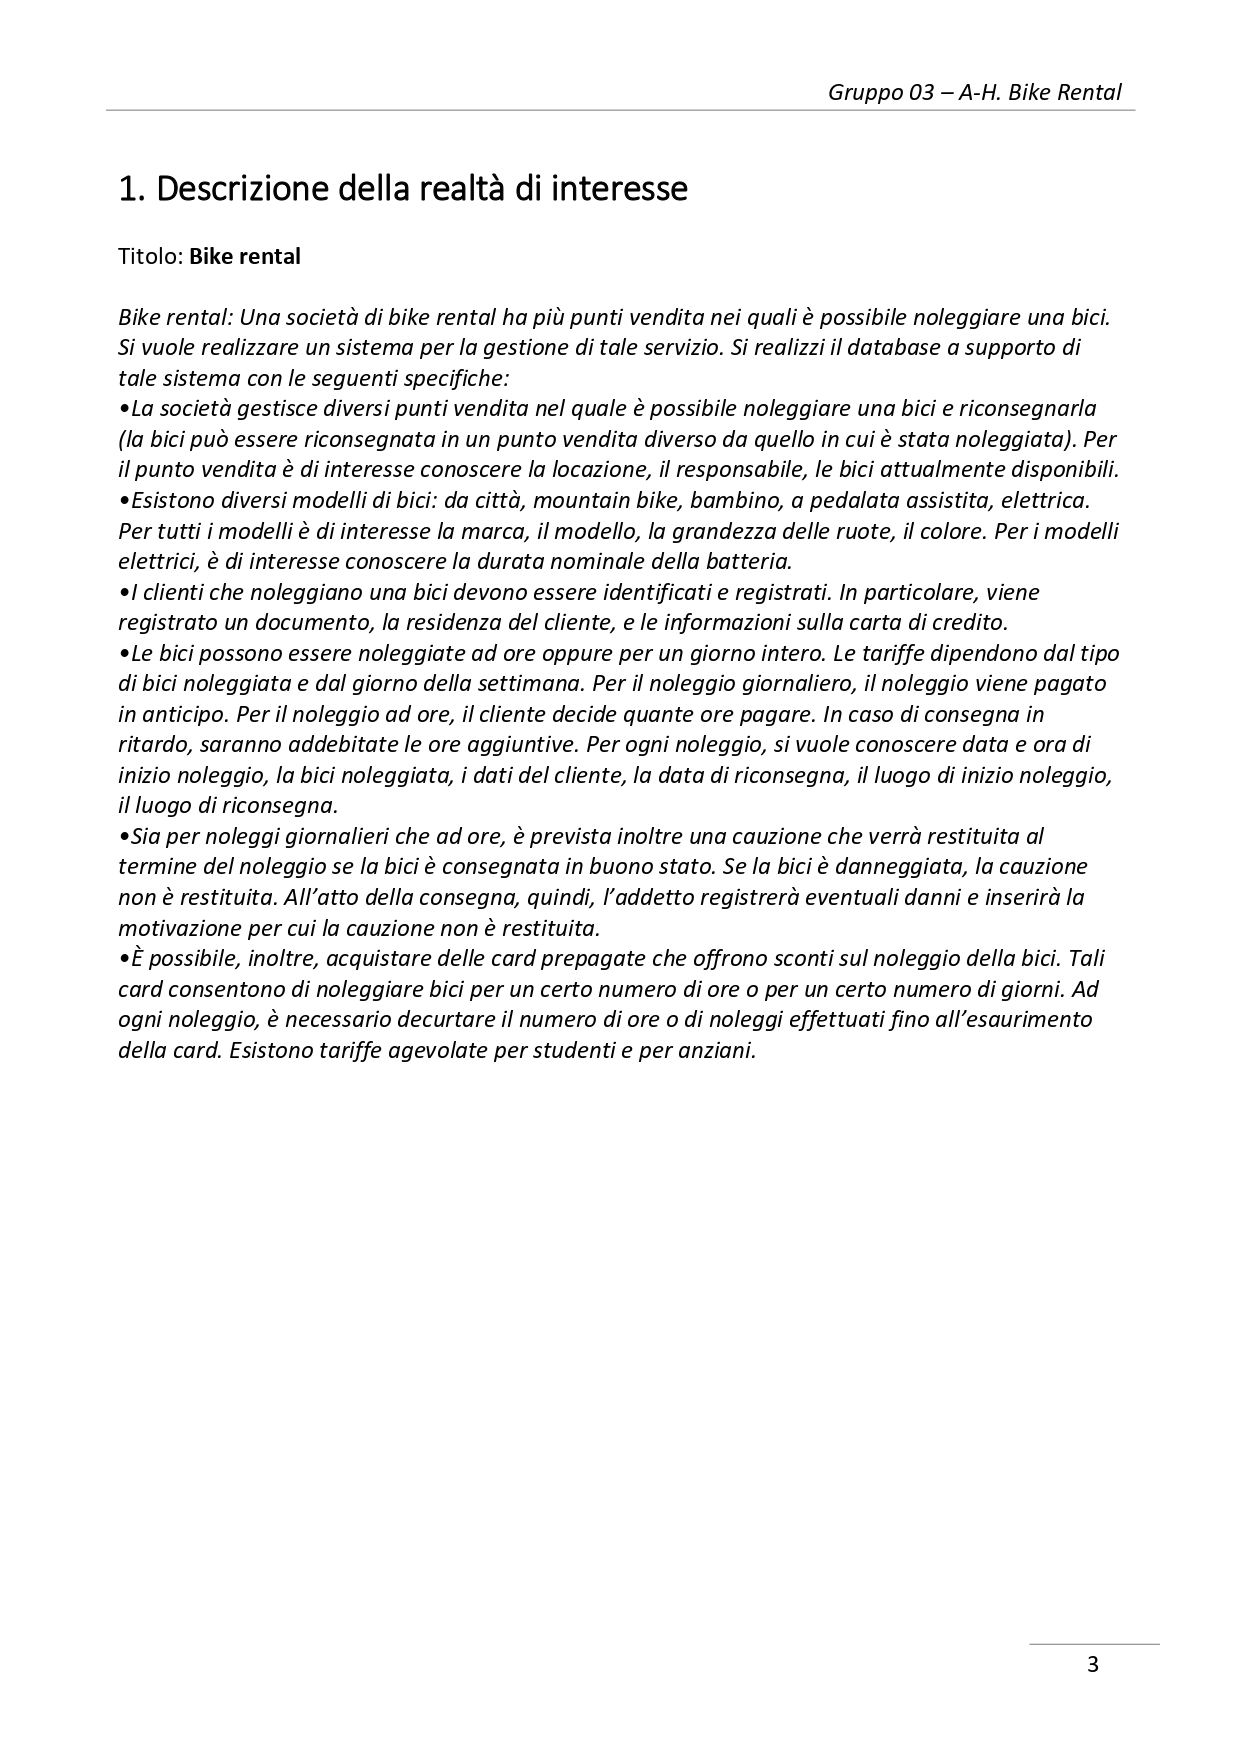 Gruppo 03 – A-H. Bike Rental
1. Descrizione della realtà di interesse
Titolo: Bike rental
Bike rental: Una società di bike rental ha più punti vendita nei quali è possibile noleggiare una bici.
Si vuole realizzare un sistema per la gestione di tale servizio. Si realizzi il database a supporto di
tale sistema con le seguenti specifiche:
•La società gestisce diversi punti vendita nel quale è possibile noleggiare una bici e riconsegnarla
(la bici può essere riconsegnata in un punto vendita diverso da quello in cui è stata noleggiata). Per
il punto vendita è di interesse conoscere la locazione, il responsabile, le bici attualmente disponibili.
•Esistono diversi modelli di bici: da città, mountain bike, bambino, a pedalata assistita, elettrica.
Per tutti i modelli è di interesse la marca, il modello, la grandezza delle ruote, il colore. Per i modelli
elettrici, è di interesse conoscere la durata nominale della batteria.
•I clienti che noleggiano una bici devono essere identificati e registrati. In particolare, viene
registrato un documento, la residenza del cliente, e le informazioni sulla carta di credito.
•Le bici possono essere noleggiate ad ore oppure per un giorno intero. Le tariffe dipendono dal tipo
di bici noleggiata e dal giorno della settimana. Per il noleggio giornaliero, il noleggio viene pagato
in anticipo. Per il noleggio ad ore, il cliente decide quante ore pagare. In caso di consegna in
ritardo, saranno addebitate le ore aggiuntive. Per ogni noleggio, si vuole conoscere data e ora di
inizio noleggio, la bici noleggiata, i dati del cliente, la data di riconsegna, il luogo di inizio noleggio,
il luogo di riconsegna.
•Sia per noleggi giornalieri che ad ore, è prevista inoltre una cauzione che verrà restituita al
termine del noleggio se la bici è consegnata in buono stato. Se la bici è danneggiata, la cauzione
non è restituita. All’atto della consegna, quindi, l’addetto registrerà eventuali danni e inserirà la
motivazione per cui la cauzione non è restituita.
•È possibile, inoltre, acquistare delle card prepagate che offrono sconti sul noleggio della bici. Tali
card consentono di noleggiare bici per un certo numero di ore o per un certo numero di giorni. Ad
ogni noleggio, è necessario decurtare il numero di ore o di noleggi effettuati fino all’esaurimento
della card. Esistono tariffe agevolate per studenti e per anziani.
3